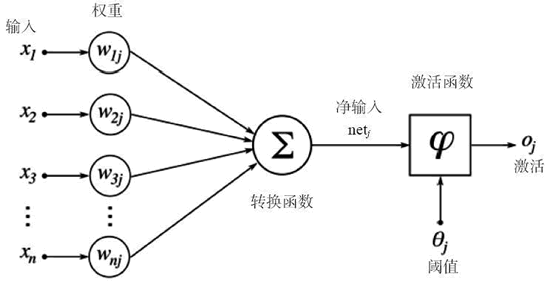 输入
权重
x₁
w₁ⱼ
x₂
w₂ⱼ
x₃
w₃ⱼ
⋮
⋮
xₙ
wₙⱼ
Σ
转换函数
净输入
netⱼ
激活函数
φ
oⱼ
激活
θⱼ
阈值